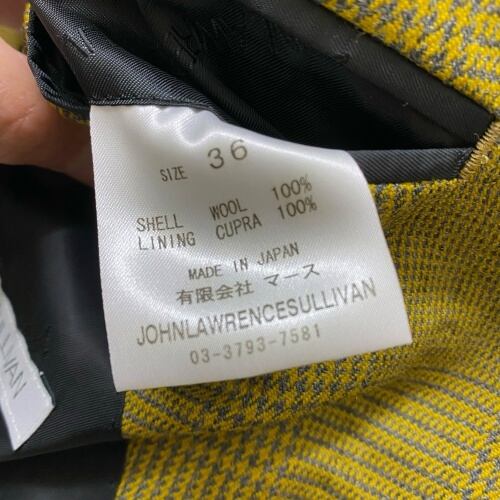 SIZE 36
SHELL WOOL 100%
LINING CUPRA 100%
MADE IN JAPAN
有限会社 マース
JOHNLAWRENCESULLIVAN
03-3793-7581